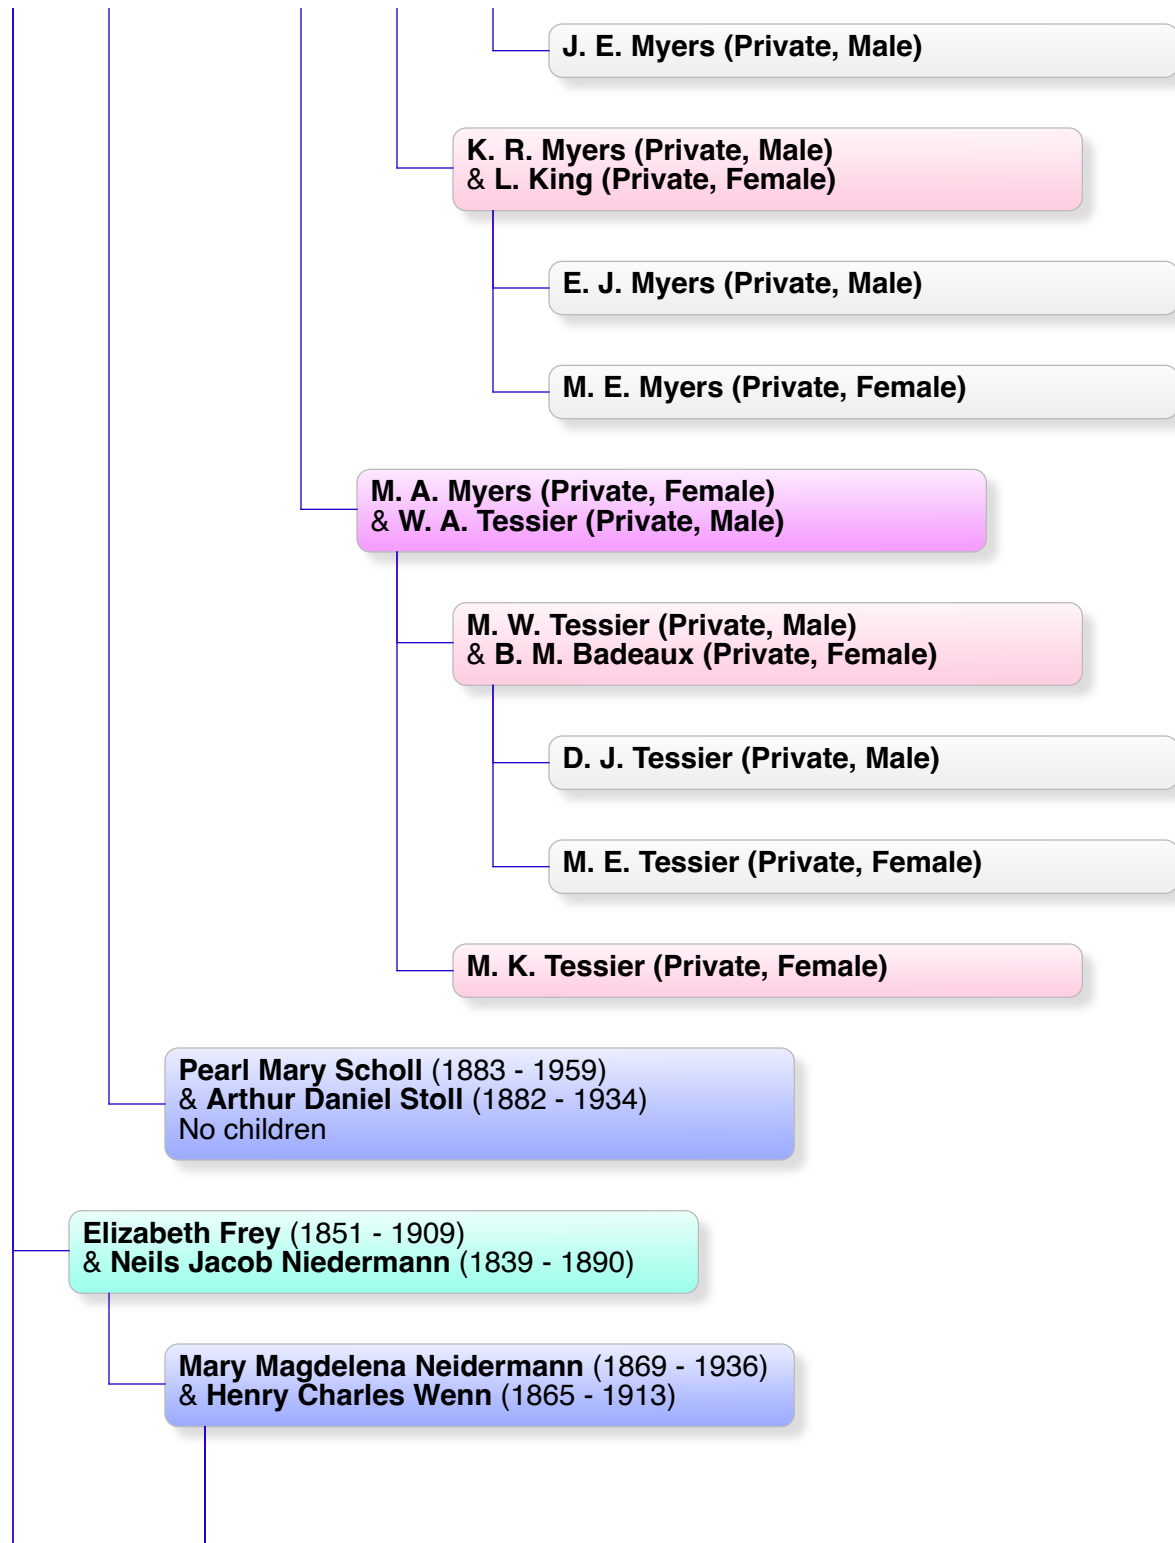 J. E. Myers (Private, Male)
K. R. Myers (Private, Male)
& L. King (Private, Female)
E. J. Myers (Private, Male)
M. E. Myers (Private, Female)
M. A. Myers (Private, Female)
& W. A. Tessier (Private, Male)
M. W. Tessier (Private, Male)
& B. M. Badeaux (Private, Female)
D. J. Tessier (Private, Male)
M. E. Tessier (Private, Female)
M. K. Tessier (Private, Female)
Pearl Mary Scholl (1883 - 1959)
& Arthur Daniel Stoll (1882 - 1934)
No children
Elizabeth Frey (1851 - 1909)
& Neils Jacob Niedermann (1839 - 1890)
Mary Magdelena Neidermann (1869 - 1936)
& Henry Charles Wenn (1865 - 1913)